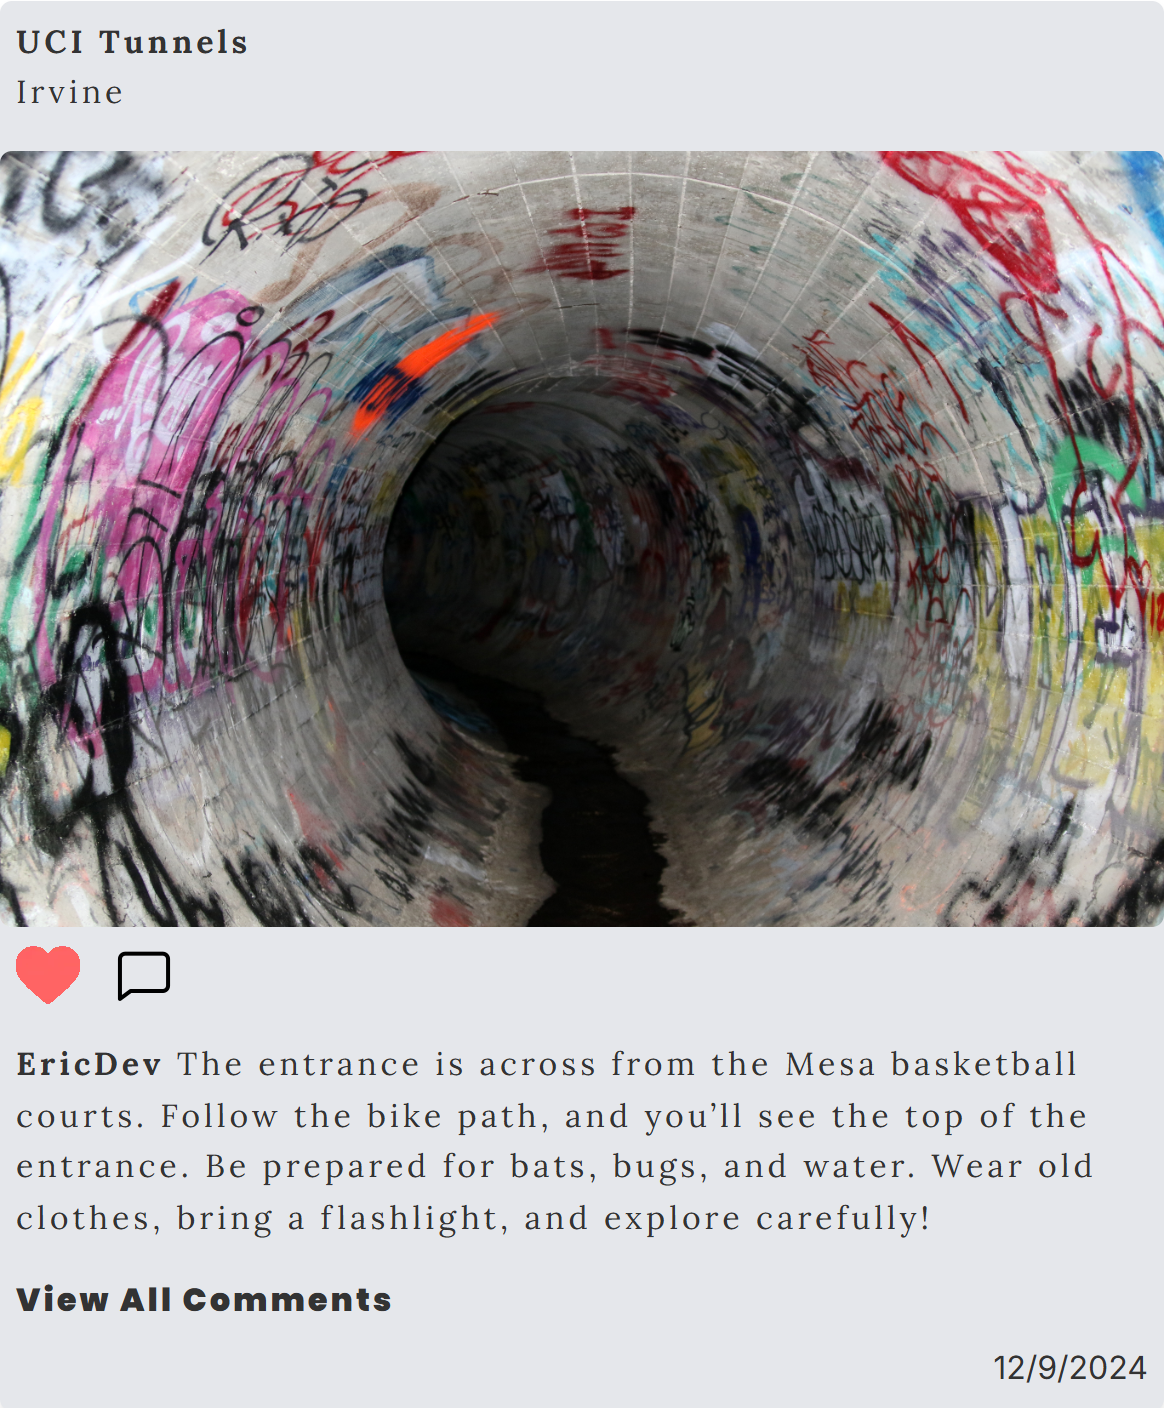 UCI Tunnels
Irvine
EricDev The entrance is across from the Mesa basketball
courts. Follow the bike path, and you’ll see the top of the
entrance. Be prepared for bats, bugs, and water. Wear old
clothes, bring a flashlight, and explore carefully!
View All Comments
12/9/2024